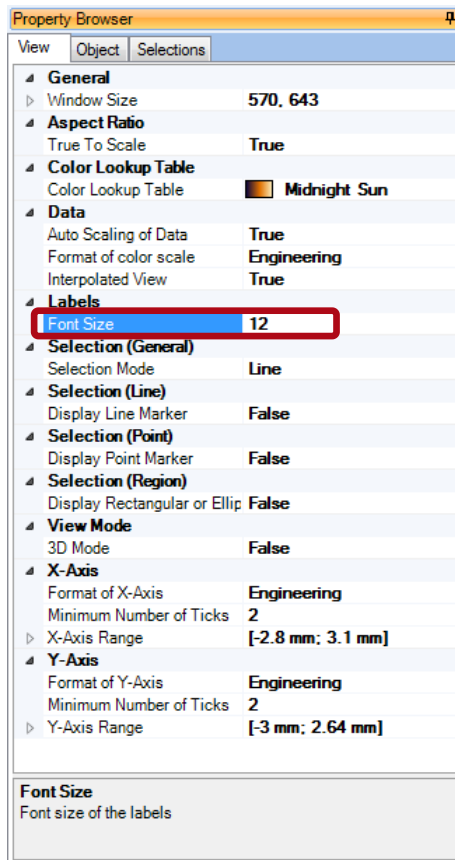 Property Browser
View Object Selections
General
Window Size 570, 643
Aspect Ratio
True To Scale True
Color Lookup Table
Color Lookup Table Midnight Sun
Data
Auto Scaling of Data True
Format of color scale Engineering
Interpolated View True
Labels
Font Size 12
Selection (General)
Selection Mode Line
Selection (Line)
Display Line Marker False
Selection (Point)
Display Point Marker False
Selection (Region)
Display Rectangular or Ellip False
View Mode
3D Mode False
X-Axis
Format of X-Axis Engineering
Minimum Number of Ticks 2
X-Axis Range [-2.8 mm; 3.1 mm]
Y-Axis
Format of Y-Axis Engineering
Minimum Number of Ticks 2
Y-Axis Range [-3 mm; 2.64 mm]
Font Size
Font size of the labels